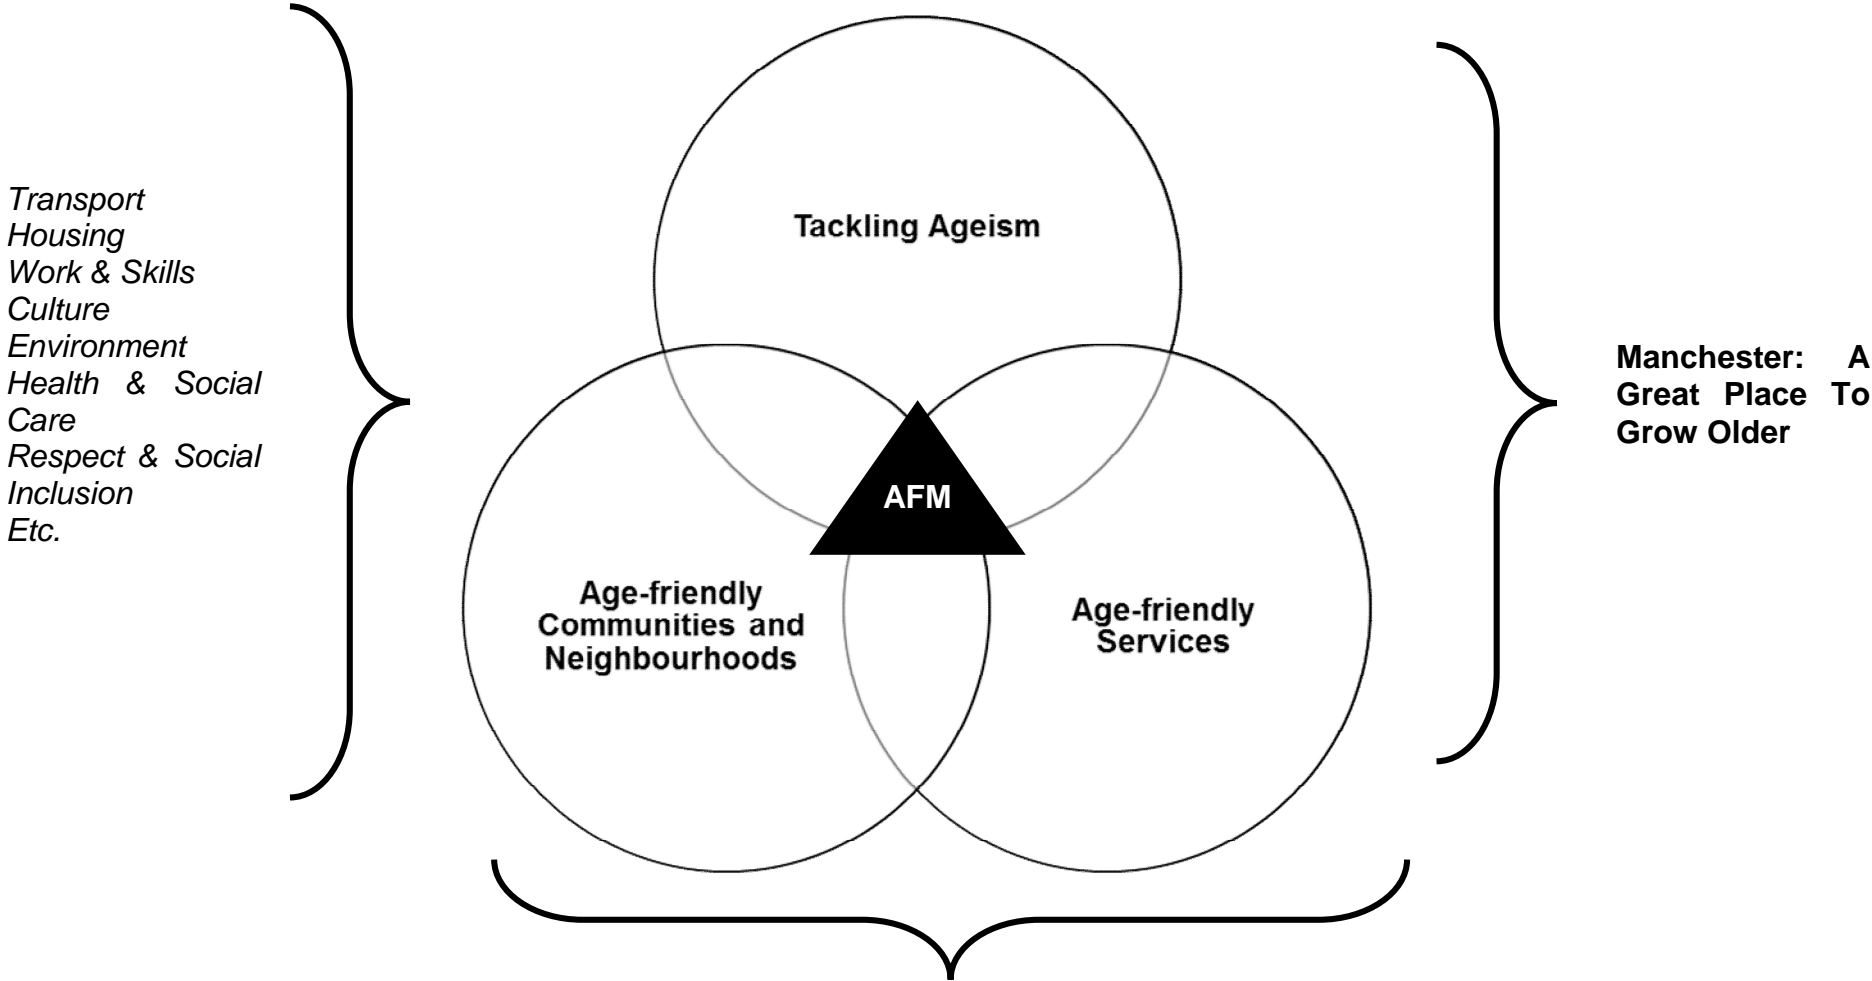 Transport
Housing
Work & Skills
Culture
Environment
Health & Social
Care
Respect & Social
Inclusion
Etc.
Tackling Ageism
AFM
Age-friendly
Communities and
Neighbourhoods
Age-friendly
Services
Manchester: A
Great Place To
Grow Older